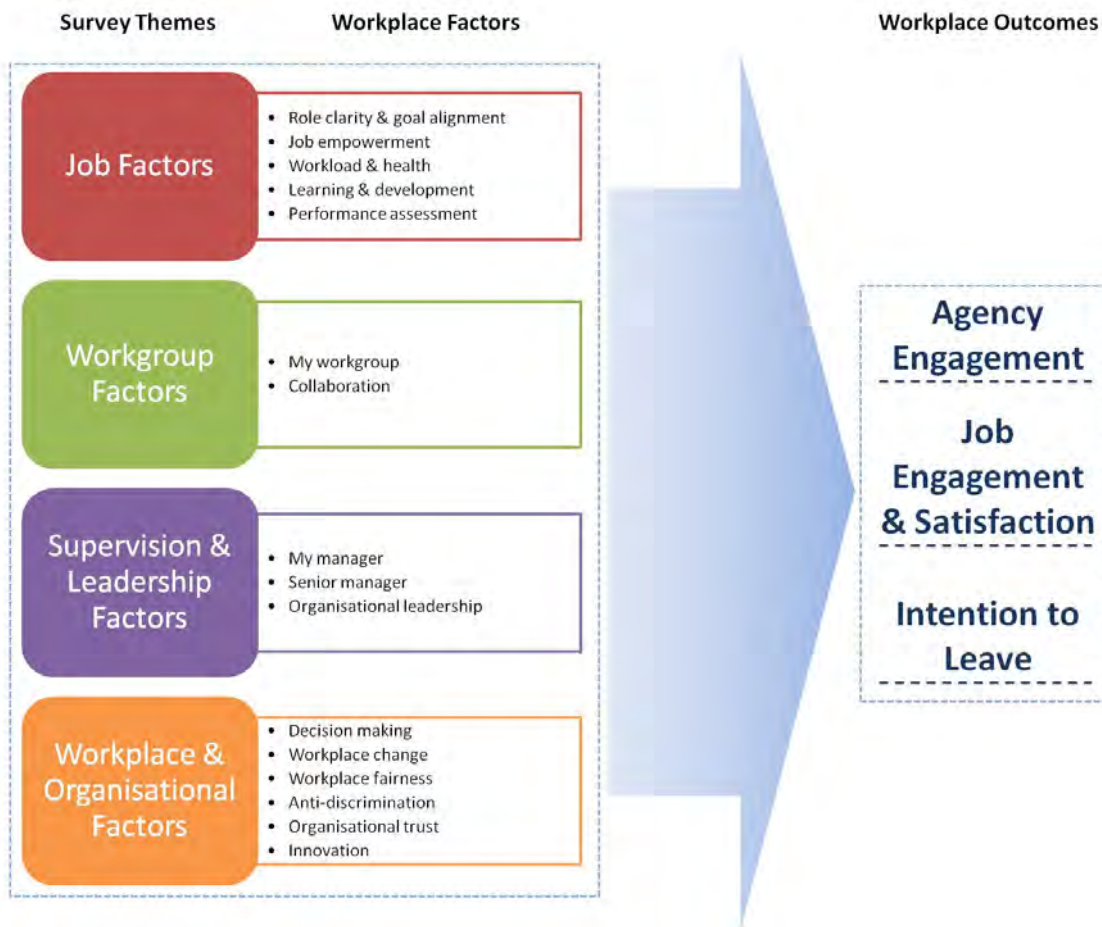 Survey Themes
Workplace Factors
Workplace Outcomes
Job Factors
• Role clarity & goal alignment
• Job empowerment
• Workload & health
• Learning & development
• Performance assessment
Workgroup
Factors
• My workgroup
• Collaboration
Supervision &
Leadership
Factors
• My manager
• Senior manager
• Organisational leadership
Workplace &
Organisational
Factors
• Decision making
• Workplace change
• Workplace fairness
• Anti-discrimination
• Organisational trust
• Innovation
Agency
Engagement
Job
Engagement
& Satisfaction
Intention to
Leave